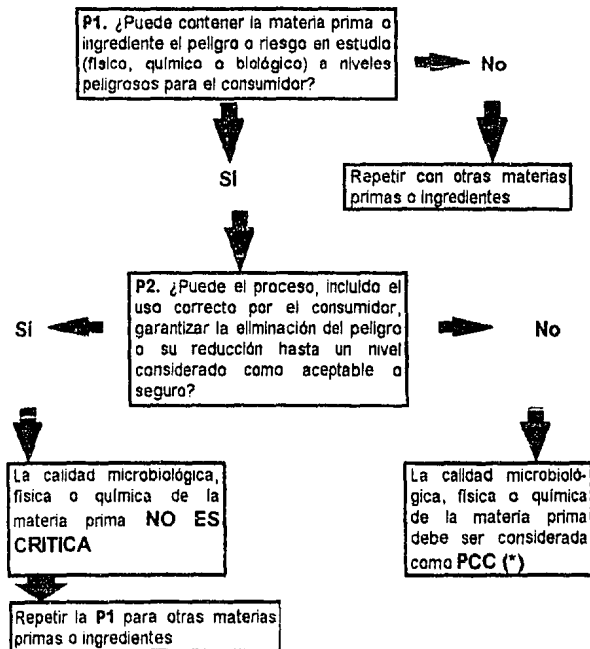 P1. ¿Puede contener la materia prima o
ingrediente el peligro o riesgo en estudio
(físico, químico o biológico) a niveles
peligrosos para el consumidor?
No
SÍ
Repetir con otras materias
primas o ingredientes
P2. ¿Puede el proceso, incluido el
uso correcto por el consumidor,
garantizar la eliminación del peligro
o su reducción hasta un nivel
considerado como aceptable o
seguro?
Sí
No
La calidad microbiológica,
física o química de la
materia prima NO ES
CRITICA
La calidad microbioló-
gica, física o química
de la materia prima
debe ser considerada
como PCC (*)
Repetir la P1 para otras materias
primas o ingredientes